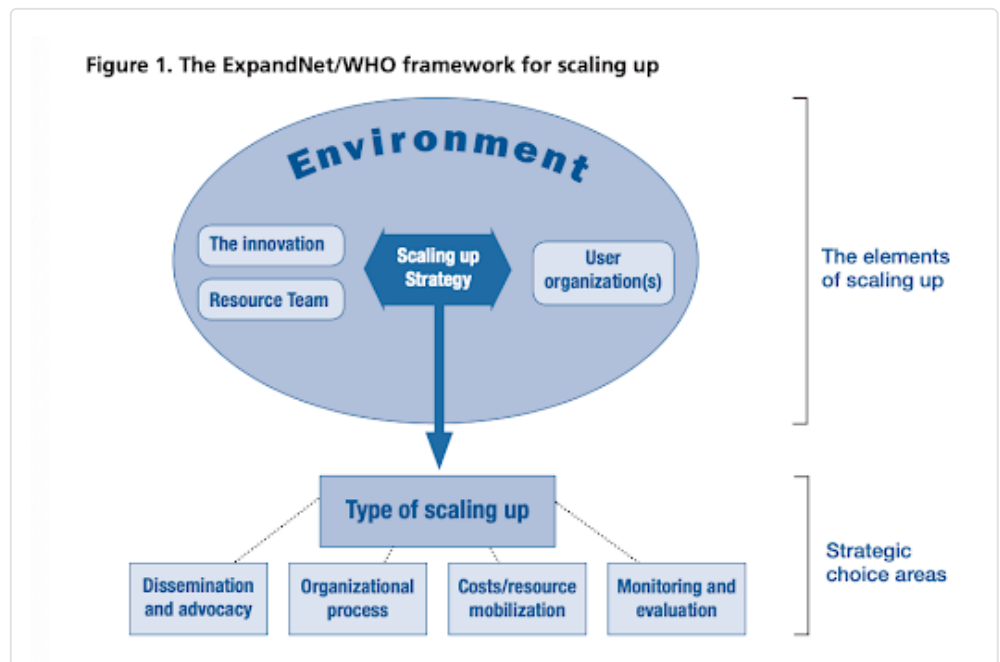 Figure 1. The ExpandNet/WHO framework for scaling up
Environment
The innovation
Resource Team
Scaling up
Strategy
User
organization(s)
The elements
of scaling up
Type of scaling up
Dissemination
and advocacy
Organizational
process
Costs/resource
mobilization
Monitoring and
evaluation
Strategic
choice areas